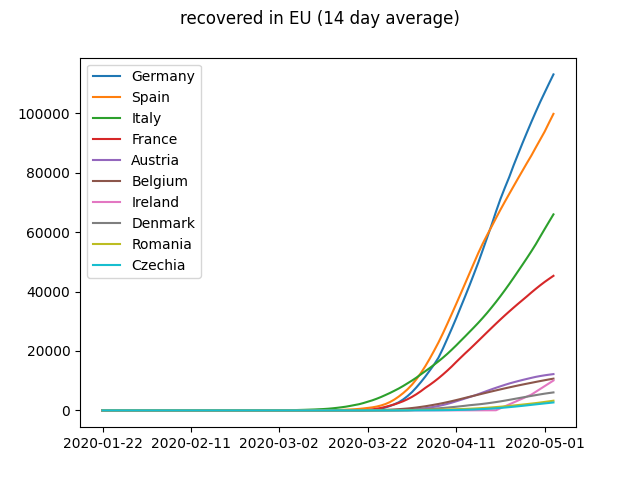 recovered in EU (14 day average)
Germany
Spain
Italy
France
Austria
Belgium
Ireland
Denmark
Romania
Czechia
100000
80000
60000
40000
20000
0
2020-01-22 2020-02-11 2020-03-02 2020-03-22 2020-04-11 2020-05-01